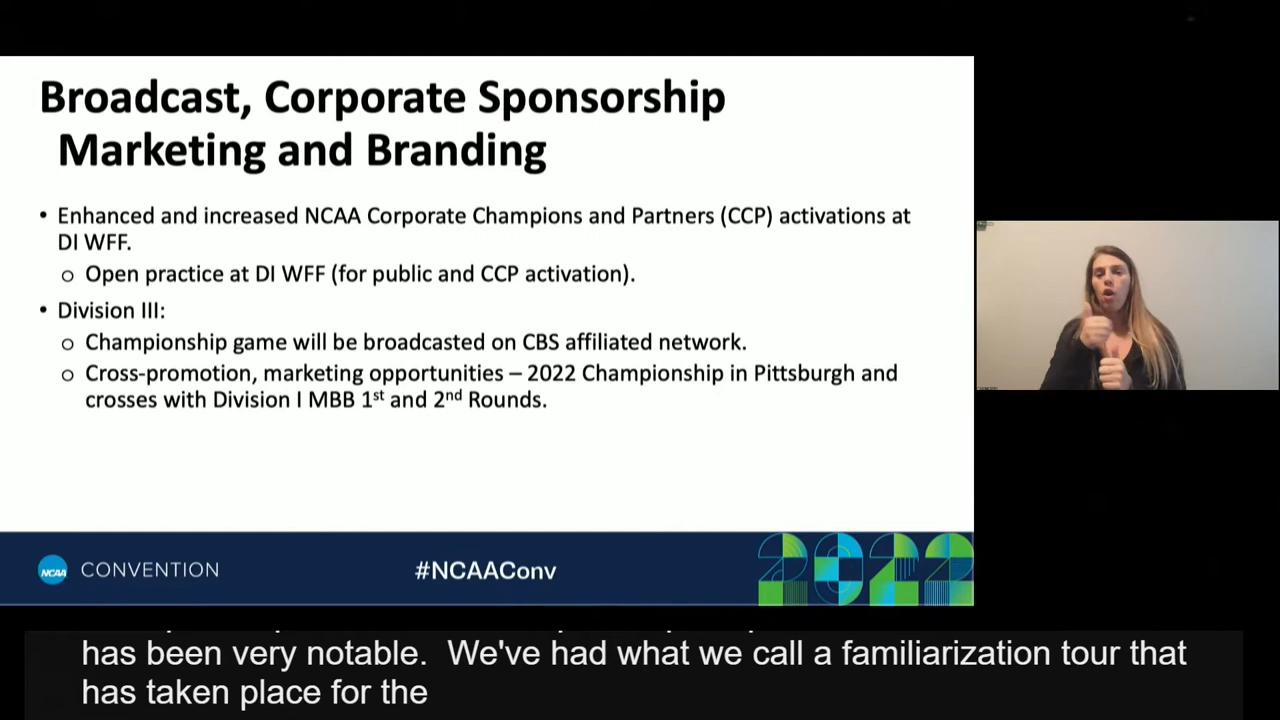 Broadcast, Corporate Sponsorship
Marketing and Branding
• Enhanced and increased NCAA Corporate Champions and Partners (CCP) activations at
DI WFF.
o Open practice at DI WFF (for public and CCP activation).
• Division III:
o Championship game will be broadcasted on CBS affiliated network.
o Cross-promotion, marketing opportunities – 2022 Championship in Pittsburgh and
crosses with Division I MBB 1st and 2nd Rounds.
NCAA CONVENTION
#NCAAConv
2022
has been very notable. We've had what we call a familiarization tour that
has taken place for the